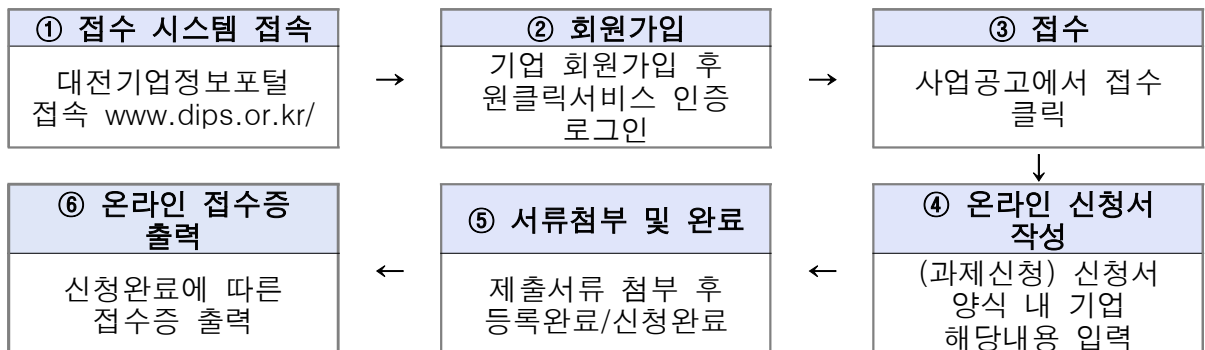 ① 접수 시스템 접속
대전기업정보포털
접속 www.dips.or.kr/
→
② 회원가입
기업 회원가입 후
원클릭서비스 인증
로그인
→
③ 접수
사업공고에서 접수
클릭
↓
④ 온라인 신청서
작성
(과제신청) 신청서
양식 내 기업
해당내용 입력
←
⑤ 서류첨부 및 완료
제출서류 첨부 후
등록완료/신청완료
←
⑥ 온라인 접수증
출력
신청완료에 따른
접수증 출력